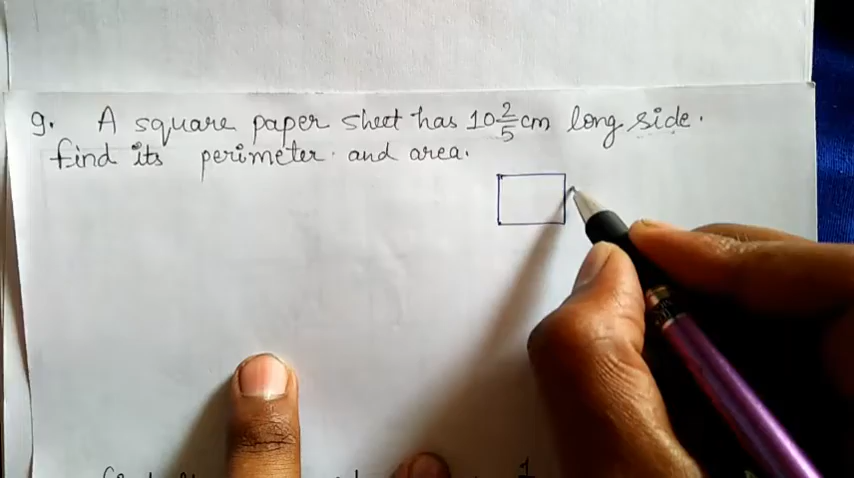 9. A square paper sheet has 10 2/5 cm long side.
find its perimeter and area.